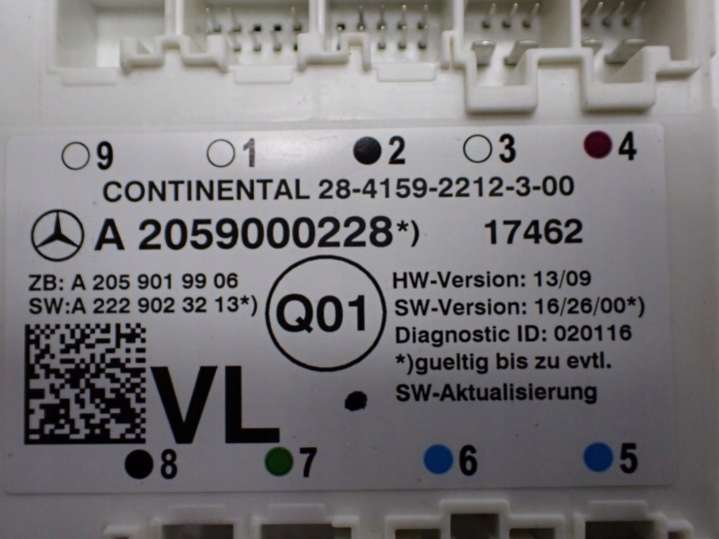 9 1 2 3 4
CONTINENTAL 28-4159-2212-3-00
A 2059000228*) 17462
ZB: A 205 901 99 06
SW:A 222 902 32 13*)
Q01
HW-Version: 13/09
SW-Version: 16/26/00*)
Diagnostic ID: 020116
*)gueltig bis zu evtl.
SW-Aktualisierung
VL
8 7 6 5